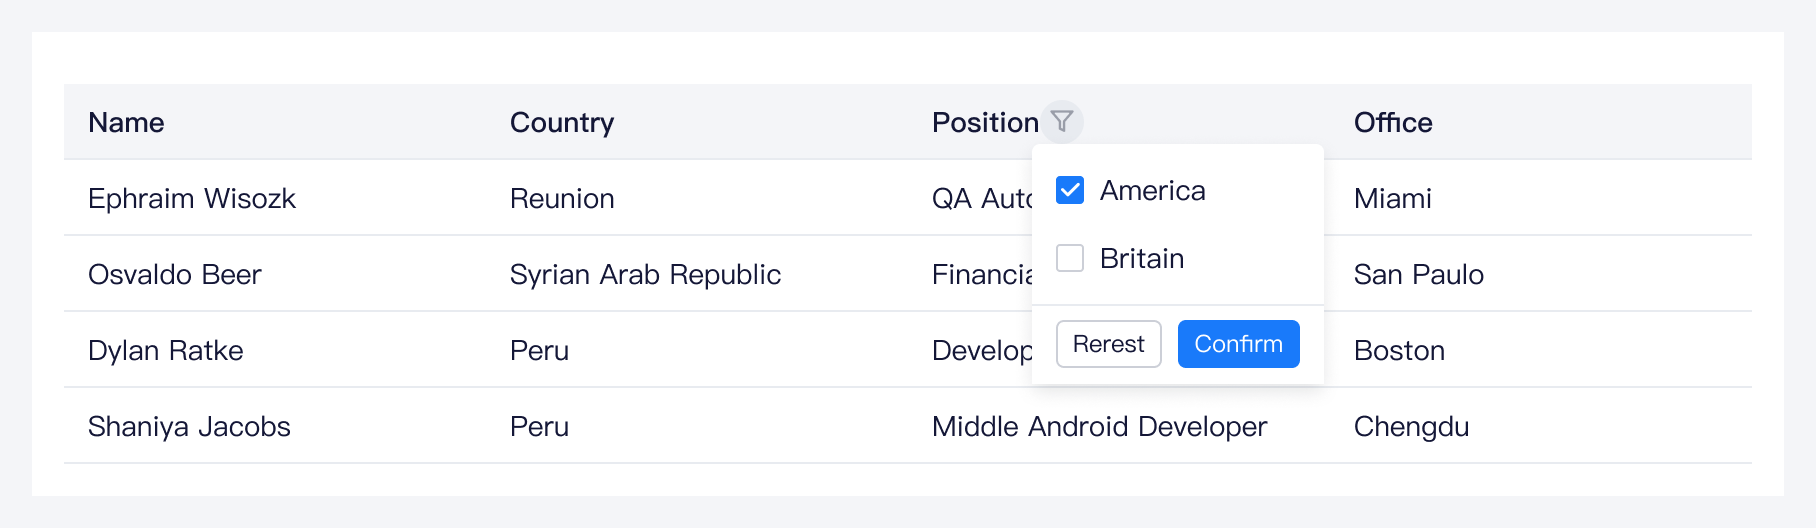 Name Country Position Office
Ephraim Wisozk Reunion QA Auto Miami
America
Osvaldo Beer Syrian Arab Republic Financia San Paulo
Britain
Dylan Ratke Peru Develop Boston
Rerest Confirm
Shaniya Jacobs Peru Middle Android Developer Chengdu